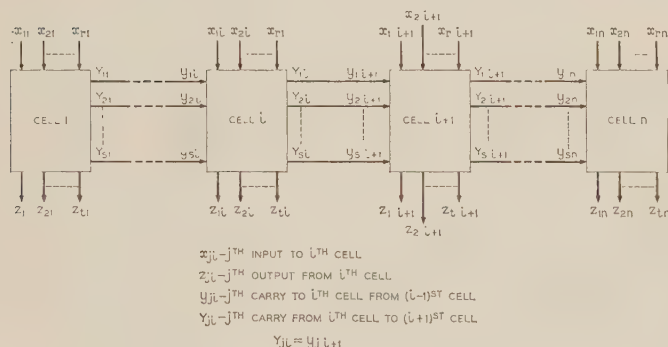 x11 x21 xr1 x1i x2i xri x1 i+1 x2 i+1 xr i+1 x1n x2n xrn
Y11 y1i Y1i y1 i+1 Y1 i+1 y1n
Y21 y2i Y2i y2 i+1 Y2 i+1 y2n
CELL 1 CELL i CELL i+1 CELL n
Ys1 ysi Ysi ys i+1 Ys i+1 ysn
z1 z21 zt1 z1i z2i zti z1 i+1 z2 i+1 zt i+1 z1n z2n ztn
xji – jTH INPUT TO iTH CELL
zji – jTH OUTPUT FROM iTH CELL
yji – jTH CARRY TO iTH CELL FROM (i-1)ST CELL
Yji – jTH CARRY FROM iTH CELL TO (i+1)ST CELL
Yji = yj i+1